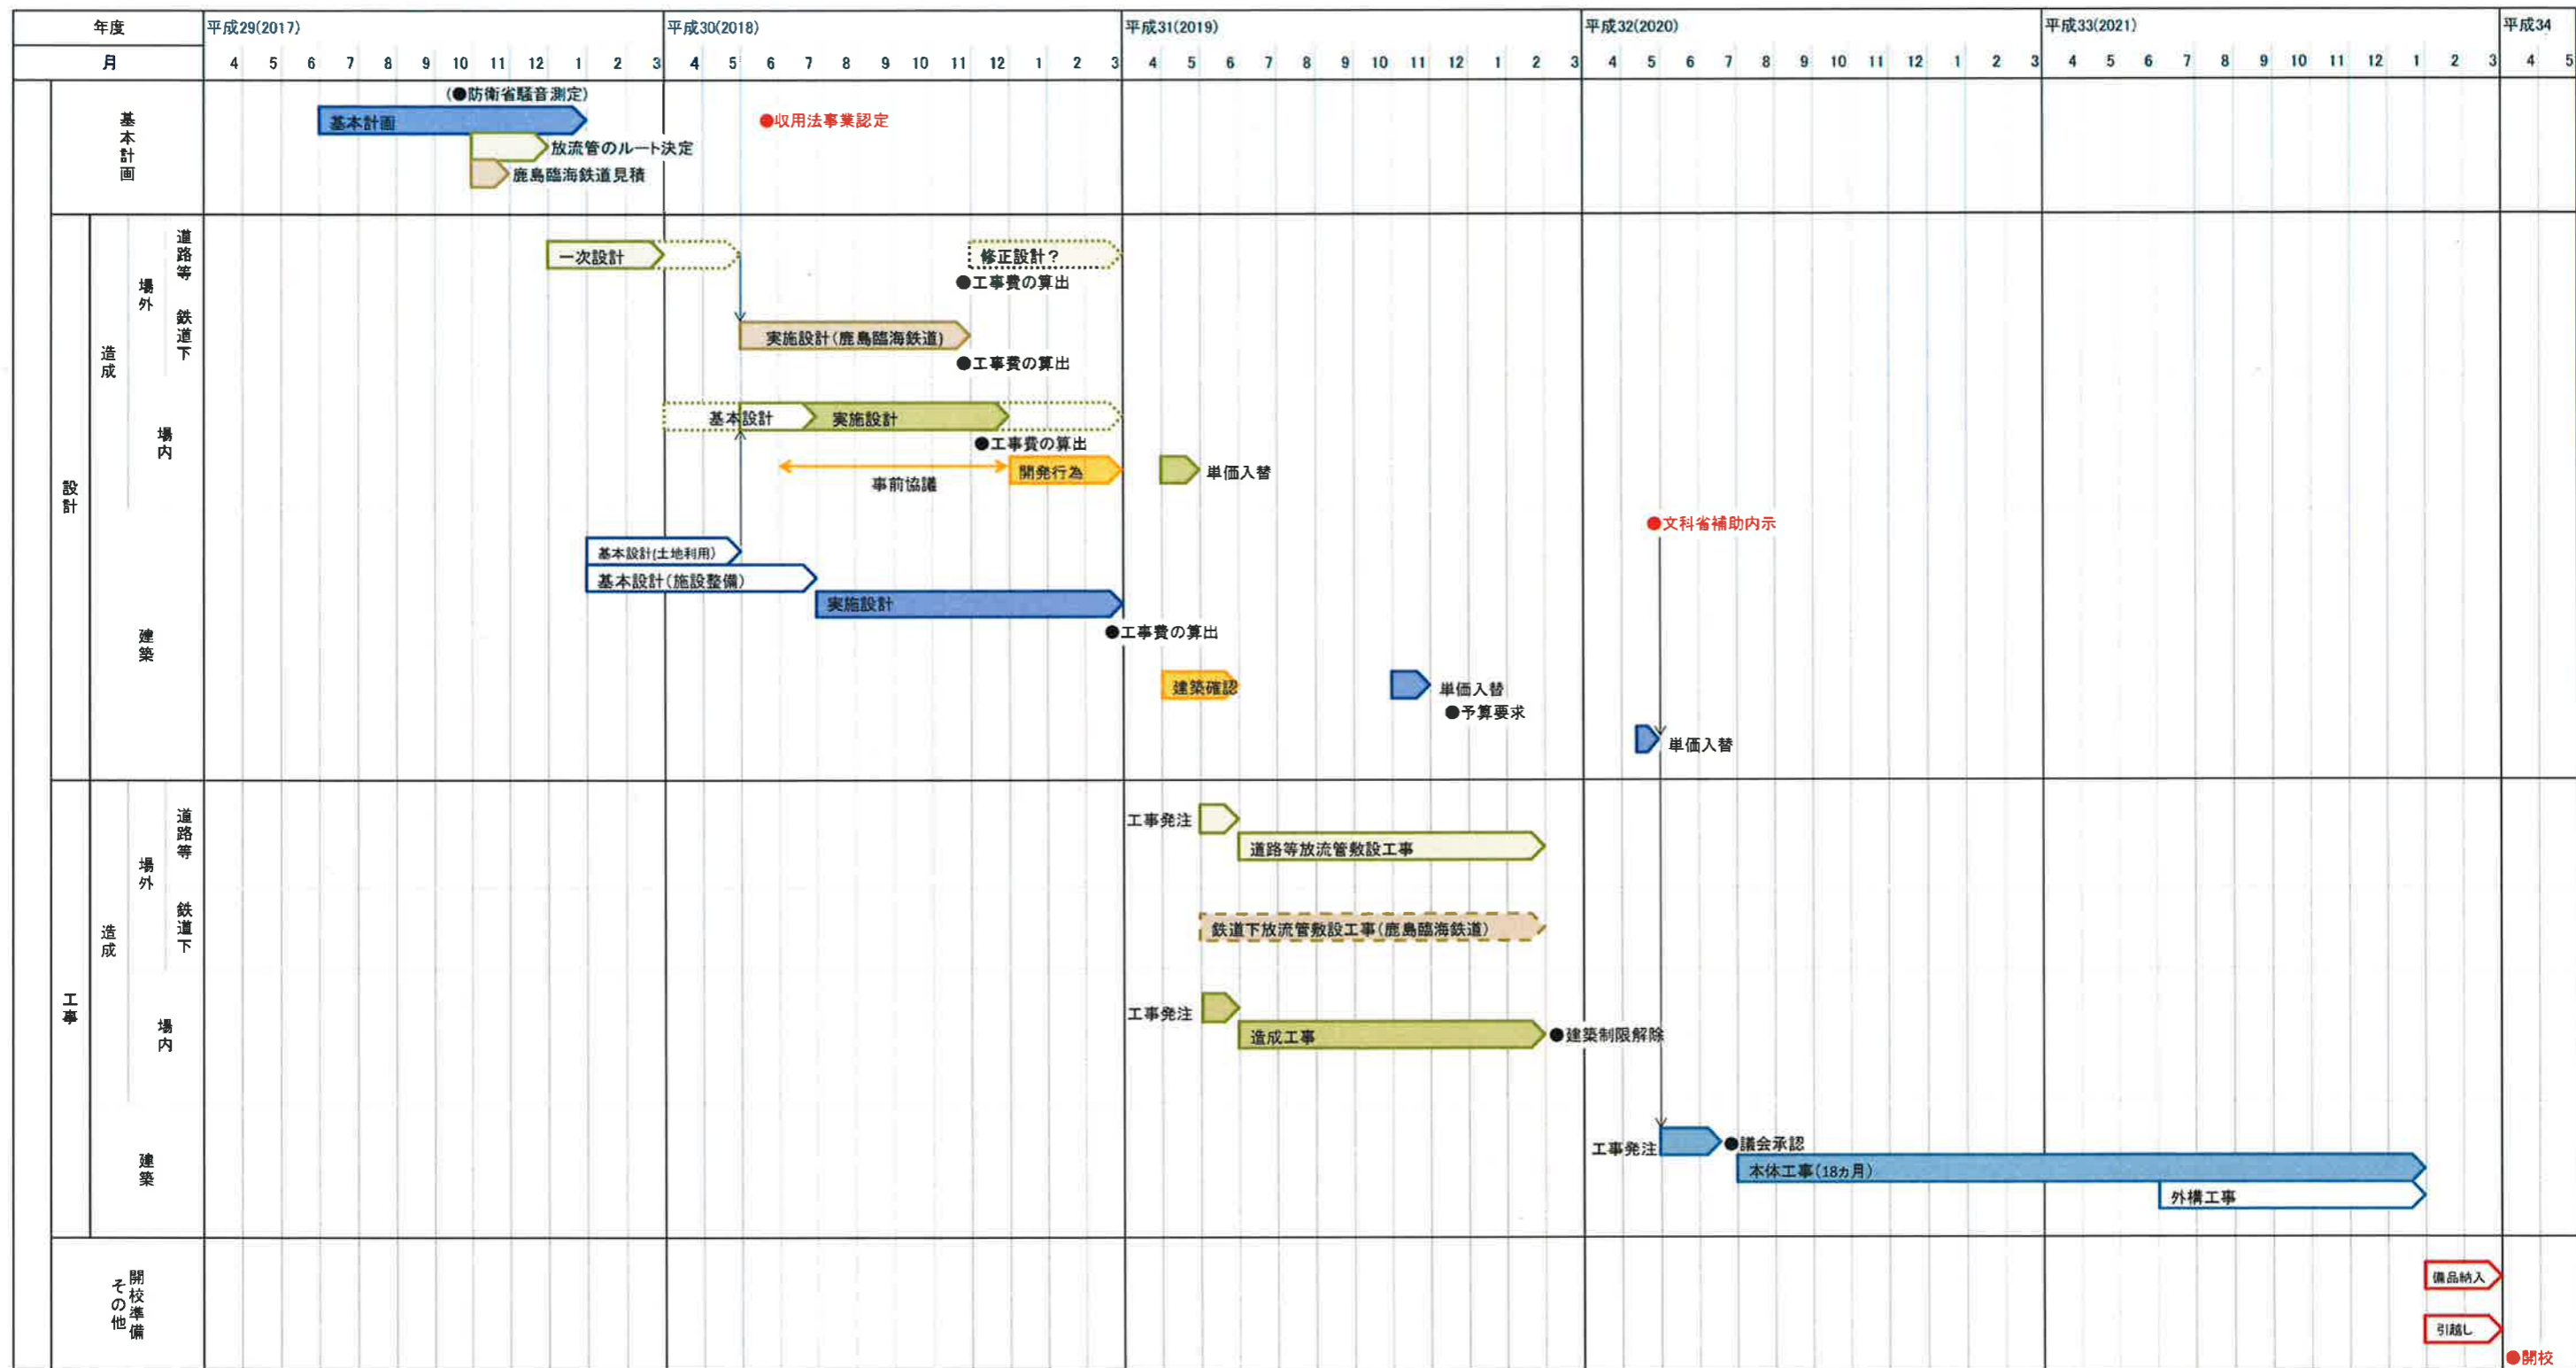 年度
平成29(2017)
平成30(2018)
平成31(2019)
平成32(2020)
平成33(2021)
平成34
月
4 5 6 7 8 9 10 11 12 1 2 3 4 5 6 7 8 9 10 11 12 1 2 3 4 5 6 7 8 9 10 11 12 1 2 3 4 5 6 7 8 9 10 11 12 1 2 3 4 5 6 7 8 9 10 11 12 1 2 3 4 5
基本計画
(●防衛省騒音測定)
基本計画
●収用法事業認定
放流管のルート決定
鹿島臨海鉄道見積
設計
造成
場外
道路等
鉄道下
一次設計
修正設計?
●工事費の算出
実施設計(鹿島臨海鉄道)
●工事費の算出
場内
基本設計
実施設計
●工事費の算出
事前協議
開発行為
単価入替
●文科省補助内示
建築
基本設計(土地利用)
基本設計(施設整備)
実施設計
●工事費の算出
建築確認
単価入替
●予算要求
単価入替
工事
造成
場外
道路等
鉄道下
工事発注
道路等放流管敷設工事
鉄道下放流管敷設工事(鹿島臨海鉄道)
場内
工事発注
造成工事
●建築制限解除
建築
工事発注
●議会承認
本体工事(18ヵ月)
外構工事
開校準備
その他
備品納入
引越し
●開校